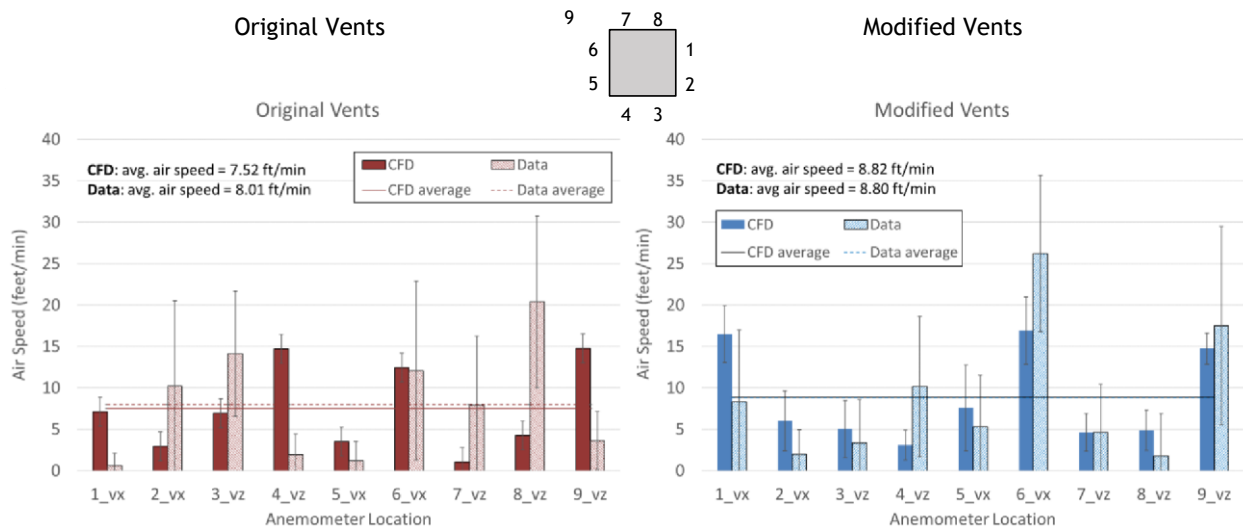 Original Vents
9
7 8
6
1
5
2
4 3
Modified Vents
Original Vents
40
35
30
25
20
15
10
5
0
Air Speed (feet/min)
CFD: avg. air speed = 7.52 ft/min
Data: avg. air speed = 8.01 ft/min
CFD
Data
CFD average
Data average
1_vx 2_vx 3_vz 4_vz 5_vx 6_vx 7_vz 8_vz 9_vz
Anemometer Location
Modified Vents
40
35
30
25
20
15
10
5
0
Air Speed (feet/min)
CFD: avg. air speed = 8.82 ft/min
Data: avg air speed = 8.80 ft/min
CFD
Data
CFD average
Data average
1_vx 2_vx 3_vz 4_vz 5_vx 6_vx 7_vz 8_vz 9_vz
Anemometer Location